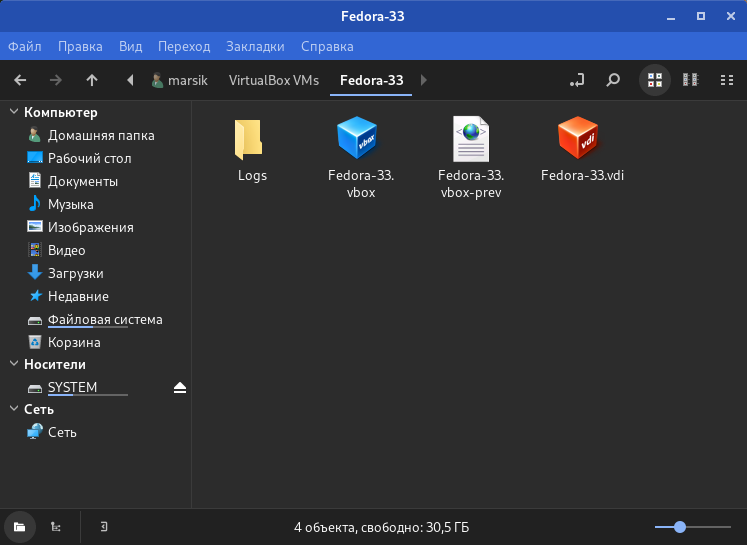 Fedora-33
Файл Правка Вид Переход Закладки Справка
marsik VirtualBox VMs Fedora-33
Компьютер
Домашняя папка
Рабочий стол
Документы
Музыка
Изображения
Видео
Загрузки
Недавние
Файловая система
Корзина
Носители
SYSTEM
Сеть
Сеть
Logs
vbox
Fedora-33.
vbox
Fedora-33.
vbox-prev
vdi
Fedora-33.vdi
4 объекта, свободно: 30,5 ГБ